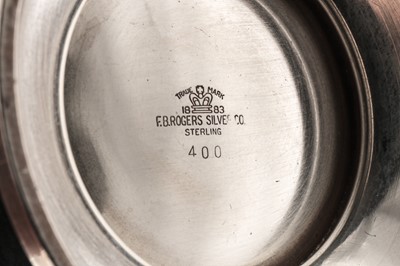 TRADE MARK
18 83
F.B.ROGERS SILVER CO.
STERLING
400